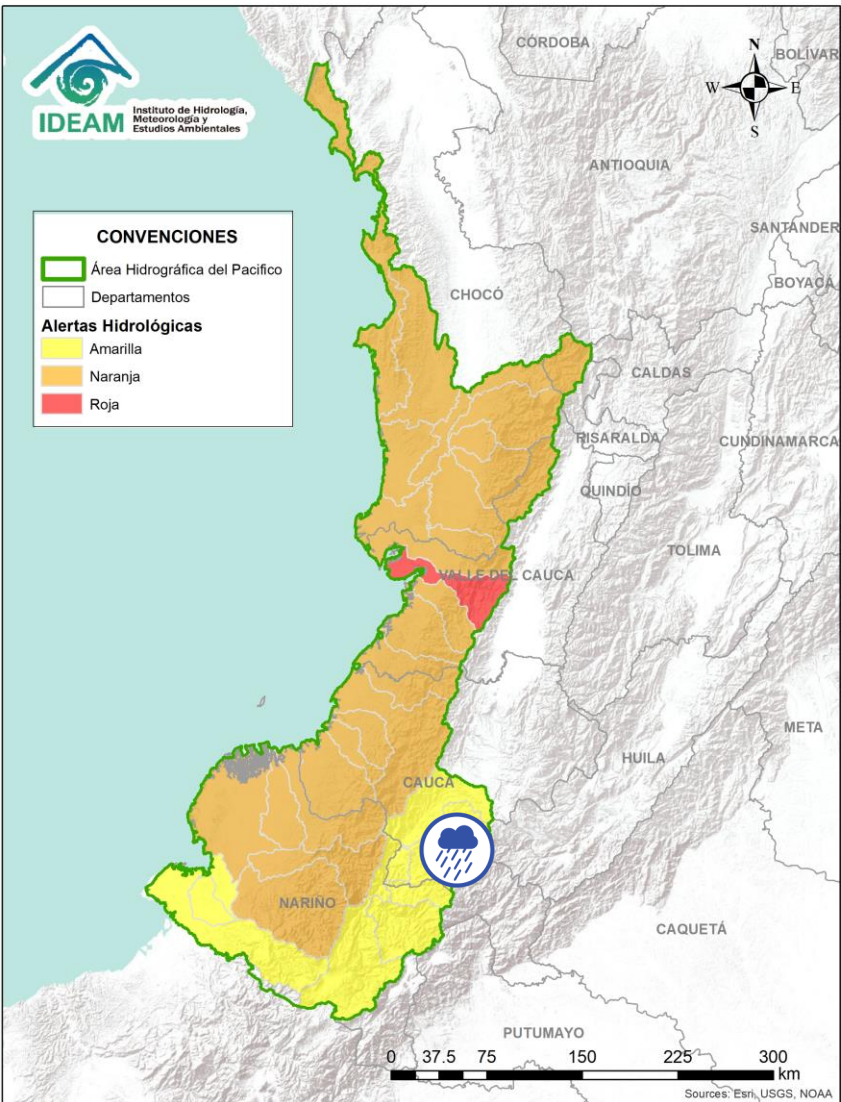 IDEAM
Instituto de Hidrología,
Meteorología y
Estudios Ambientales
N
W
E
S
CÓRDOBA
BOLÍVAR
ANTIOQUIA
SANTANDER
BOYACÁ
CHOCÓ
CALDAS
RISARALDA
CUNDINAMARCA
QUINDÍO
TOLIMA
VALLE DEL CAUCA
META
HUILA
CAUCA
NARIÑO
CAQUETÁ
PUTUMAYO
CONVENCIONES
Área Hidrográfica del Pacifico
Departamentos
Alertas Hidrológicas
Amarilla
Naranja
Roja
0 37.5 75 150 225 300
km
Sources: Esri, USGS, NOAA